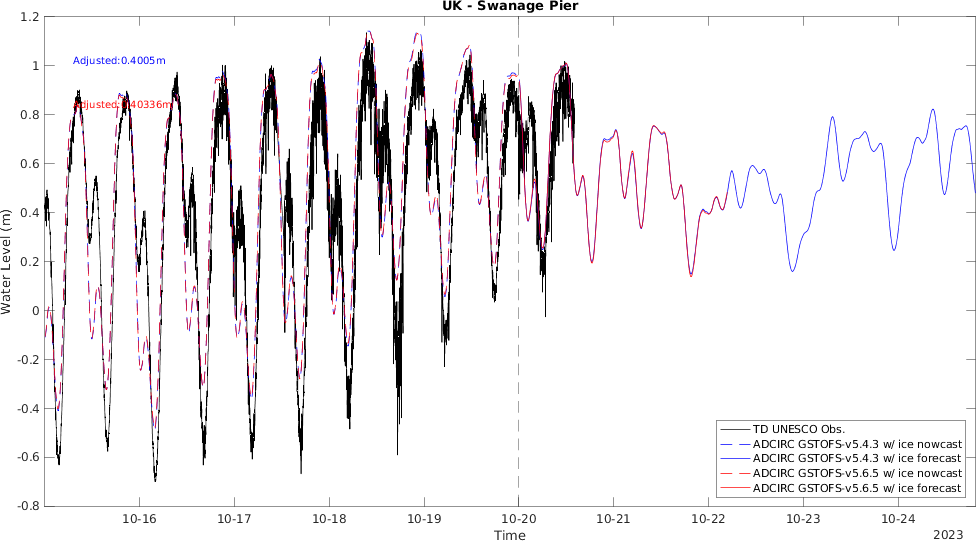 UK - Swanage Pier
1.2
1
0.8
0.6
0.4
0.2
0
-0.2
-0.4
-0.6
-0.8
Water Level (m)
Adjusted:0.4005m
Adjusted:0.40336m
TD UNESCO Obs.
ADCIRC GSTOFS-v5.4.3 w/ ice nowcast
ADCIRC GSTOFS-v5.4.3 w/ ice forecast
ADCIRC GSTOFS-v5.6.5 w/ ice nowcast
ADCIRC GSTOFS-v5.6.5 w/ ice forecast
10-16 10-17 10-18 10-19 10-20 10-21 10-22 10-23 10-24
Time
2023